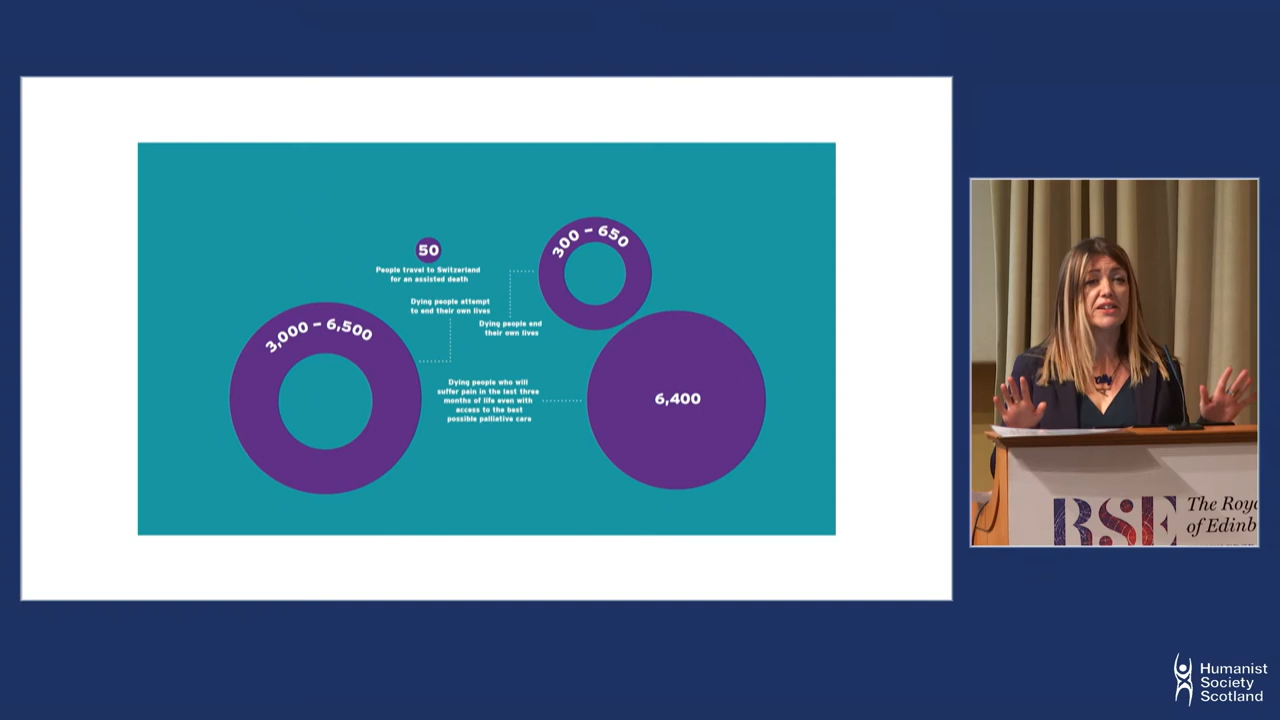 50
People travel to Switzerland
for an assisted death
300 – 650
Dying people end
their own lives
3,000 – 6,500
Dying people attempt
to end their own lives
Dying people who will
suffer pain in the last three
months of life even with
access to the best
possible palliative care
6,400
RSE
The Roy
of Edinb
Humanist
Society
Scotland